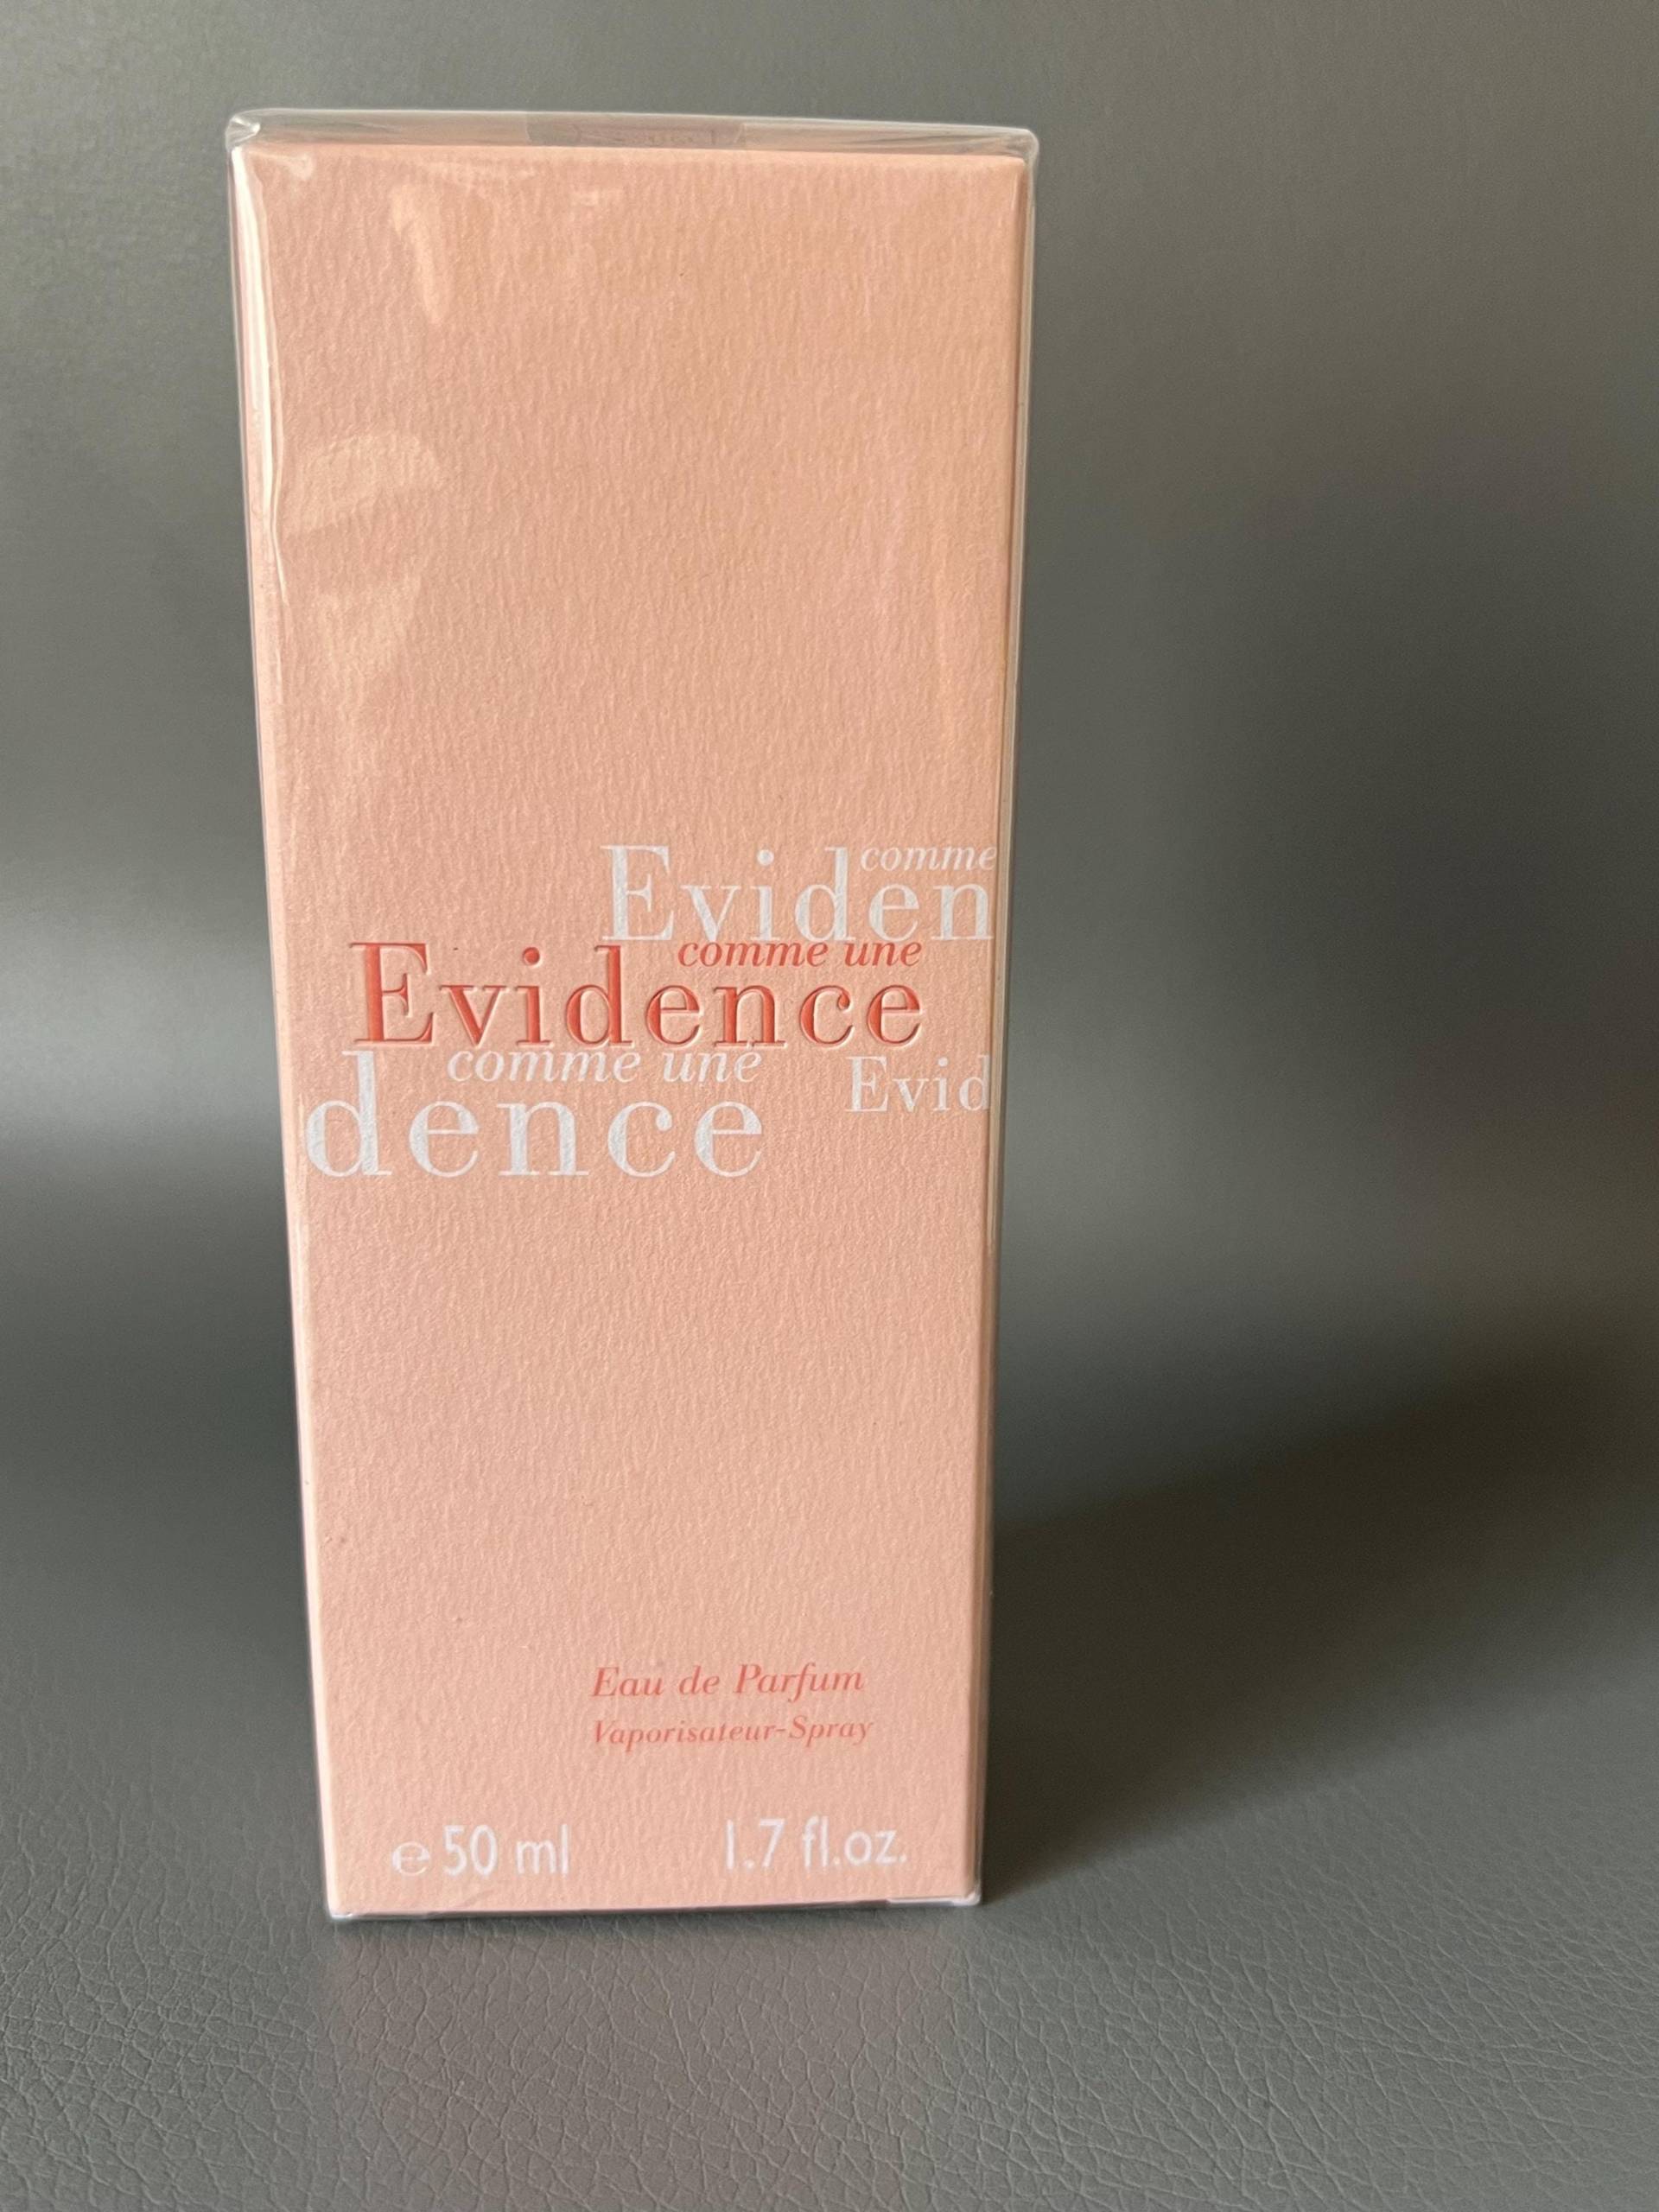 comme
Eviden
comme une
Evidence
comme une
dence
Evid
Eau de Parfum
Vaporisateur-Spray
℮ 50 ml 1.7 fl.oz.